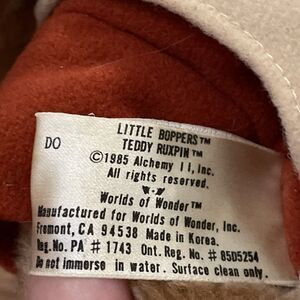 LITTLE BOPPERS™
DO TEDDY RUXPIN™
©1985 Alchemy II, Inc.
All rights reserved.
W·W
Worlds of Wonder™
Manufactured for Worlds of Wonder, Inc.
Fremont, CA 94538 Made in Korea.
Reg. No. PA # 1743 Ont. Reg. No. # 85D5254
Do not immerse in water. Surface clean only.